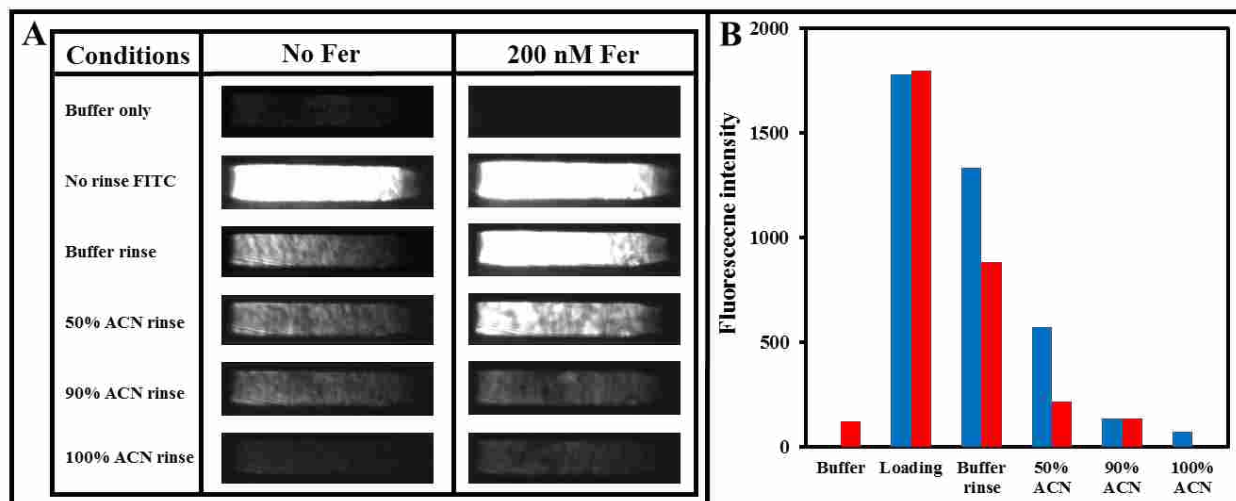 A
Conditions No Fer 200 nM Fer
Buffer only
No rinse FITC
Buffer rinse
50% ACN rinse
90% ACN rinse
100% ACN rinse
B
Fluorescecne intensity
2000
1500
1000
500
0
Buffer Loading Buffer rinse 50% ACN 90% ACN 100% ACN